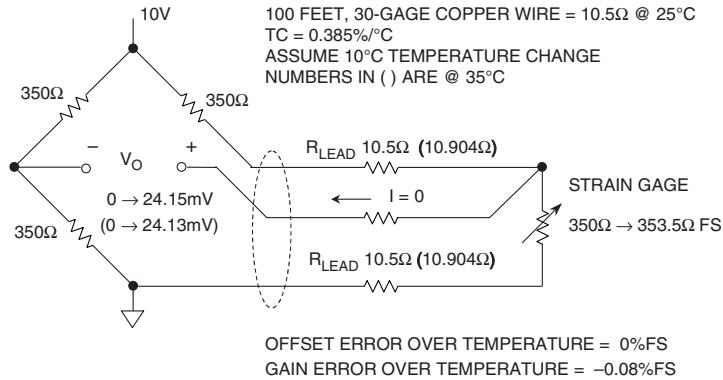 10V
100 FEET, 30-GAGE COPPER WIRE = 10.5Ω @ 25°C
TC = 0.385%/°C
ASSUME 10°C TEMPERATURE CHANGE
NUMBERS IN ( ) ARE @ 35°C
350Ω
350Ω
− VO +
0 → 24.15mV
(0 → 24.13mV)
350Ω
RLEAD 10.5Ω (10.904Ω)
I = 0
RLEAD 10.5Ω (10.904Ω)
STRAIN GAGE
350Ω → 353.5Ω FS
OFFSET ERROR OVER TEMPERATURE = 0%FS
GAIN ERROR OVER TEMPERATURE = −0.08%FS